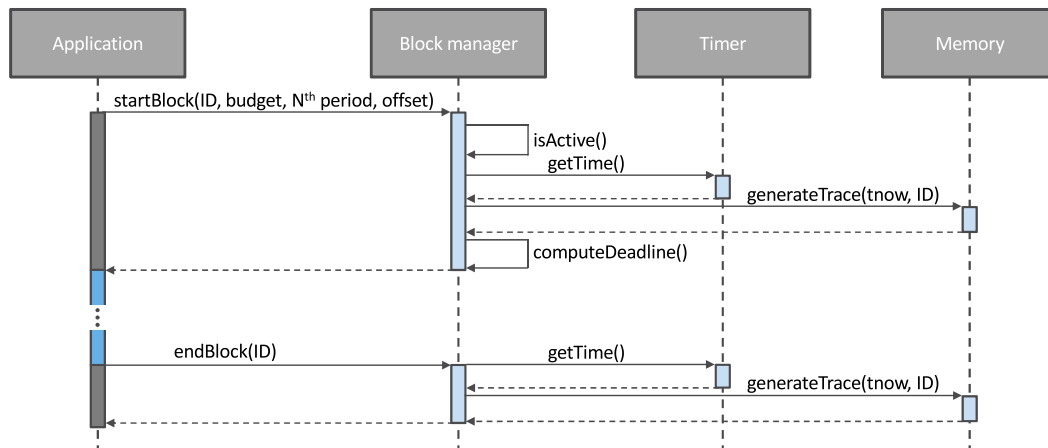 Application
Block manager
Timer
Memory
startBlock(ID, budget, Nᵗʰ period, offset)
isActive()
getTime()
generateTrace(tnow, ID)
computeDeadline()
endBlock(ID)
getTime()
generateTrace(tnow, ID)